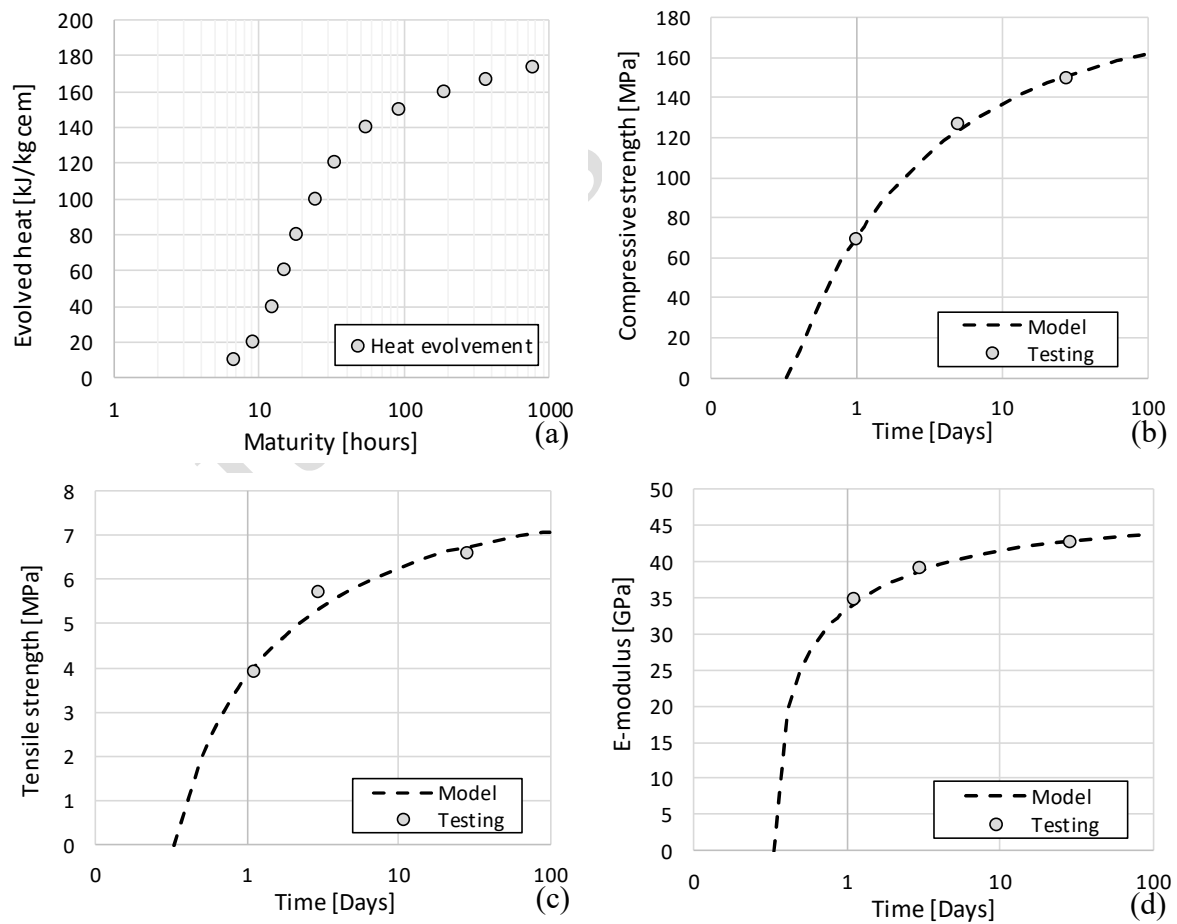 200
180
160
140
120
100
80
60
40
20
0
Evolved heat [kJ/kg cem]
Heat evolvement
1 10 100 1000
Maturity [hours]
(a)
180
160
140
120
100
80
60
40
20
0
Compressive strength [MPa]
Model
Testing
0 1 10 100
Time [Days]
(b)
8
7
6
5
4
3
2
1
0
Tensile strength [MPa]
Model
Testing
0 1 10 100
Time [Days]
(c)
50
45
40
35
30
25
20
15
10
5
0
E-modulus [GPa]
Model
Testing
0 1 10 100
Time [Days]
(d)